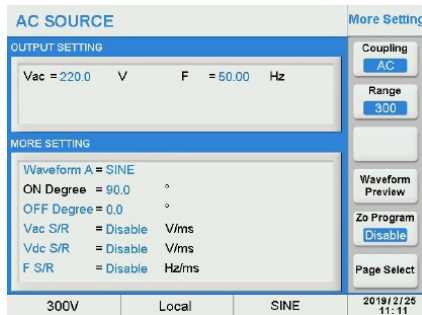 AC SOURCE
More Setting
OUTPUT SETTING
Vac = 220.0 V F = 50.00 Hz
MORE SETTING
Waveform A = SINE
ON Degree = 90.0 °
OFF Degree = 0.0 °
Vac S/R = Disable V/ms
Vdc S/R = Disable V/ms
F S/R = Disable Hz/ms
Coupling
AC
Range
300
Waveform
Preview
Zo Program
Disable
Page Select
300V Local SINE
2019/2/25
11:11